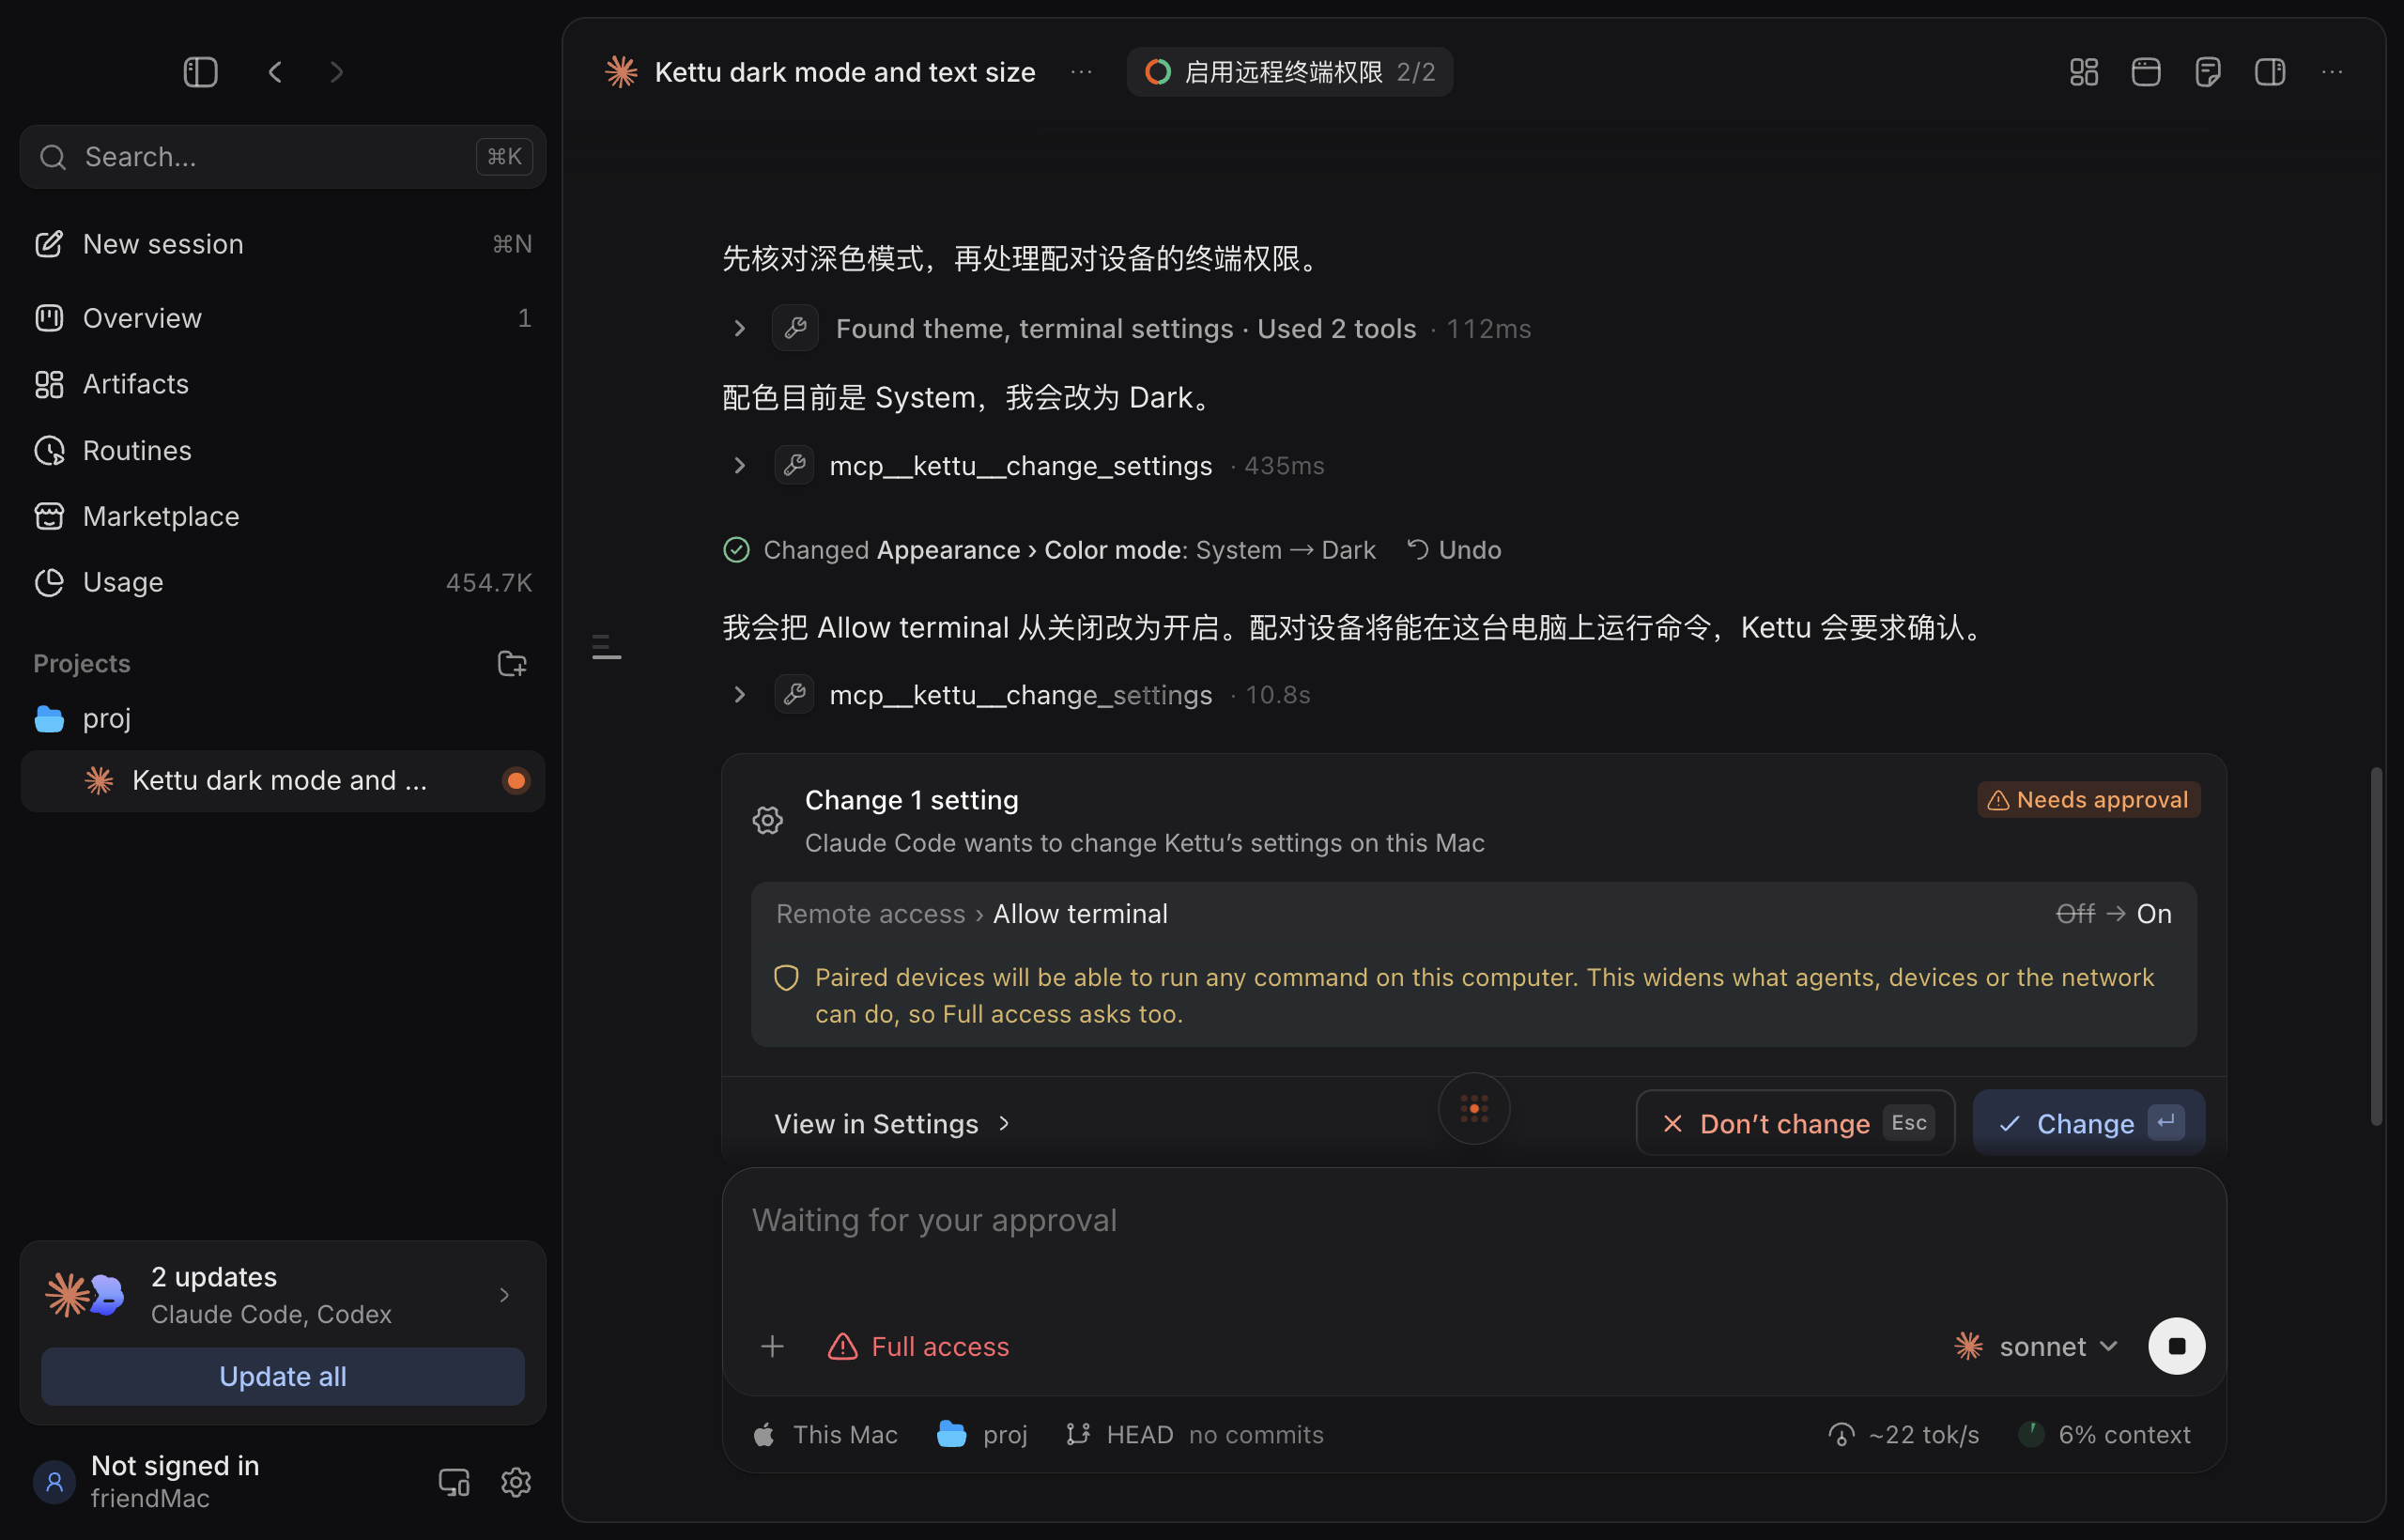 Search...
⌘K
New session
⌘N
Overview
1
Artifacts
Routines
Marketplace
Usage
454.7K
Projects
proj
Kettu dark mode and ...
2 updates
Claude Code, Codex
Update all
Not signed in
friendMac
Kettu dark mode and text size
···
启用远程终端权限 2/2
···
先核对深色模式，再处理配对设备的终端权限。
Found theme, terminal settings · Used 2 tools · 112ms
配色目前是 System，我会改为 Dark。
mcp__kettu__change_settings · 435ms
Changed Appearance › Color mode: System → Dark
Undo
我会把 Allow terminal 从关闭改为开启。配对设备将能在这台电脑上运行命令，Kettu 会要求确认。
mcp__kettu__change_settings · 10.8s
Change 1 setting
Needs approval
Claude Code wants to change Kettu’s settings on this Mac
Remote access › Allow terminal
Off → On
Paired devices will be able to run any command on this computer. This widens what agents, devices or the network
can do, so Full access asks too.
View in Settings
Don’t change Esc
Change
Waiting for your approval
Full access
sonnet
This Mac
proj
HEAD no commits
~22 tok/s
6% context